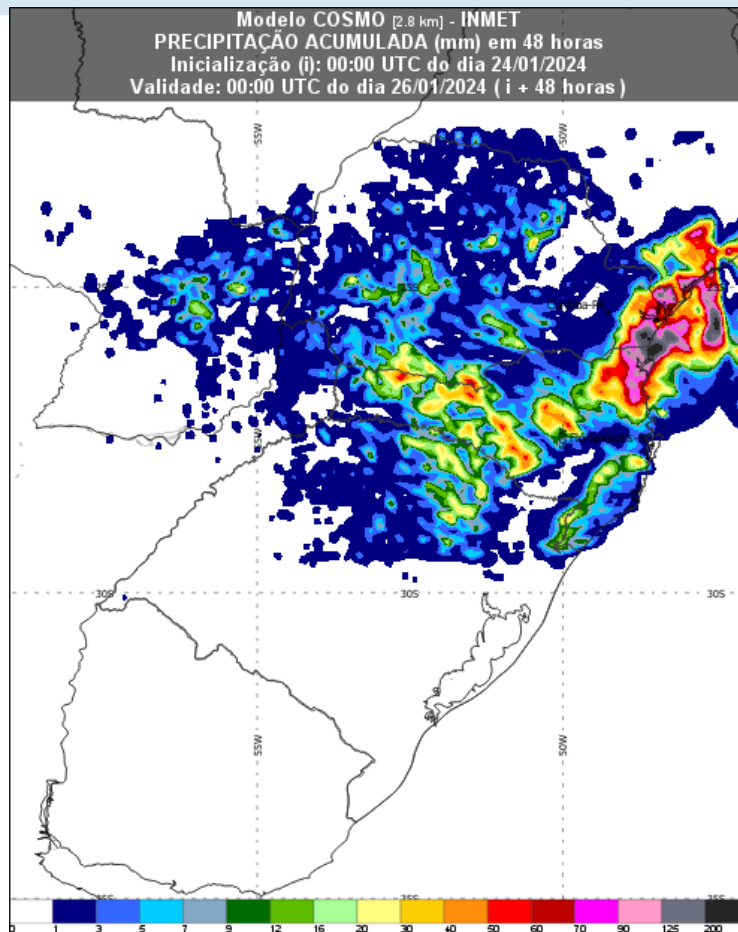 Modelo COSMO [2.8 km] - INMET
PRECIPITAÇÃO ACUMULADA (mm) em 48 horas
Inicialização (i): 00:00 UTC do dia 24/01/2024
Validade: 00:00 UTC do dia 26/01/2024 ( i + 48 horas )
55W
50W
25S
55W
30S
30S
30S
55W
50W
0 1 3 5 7 9 12 16 20 30 40 50 60 70 90 125 200